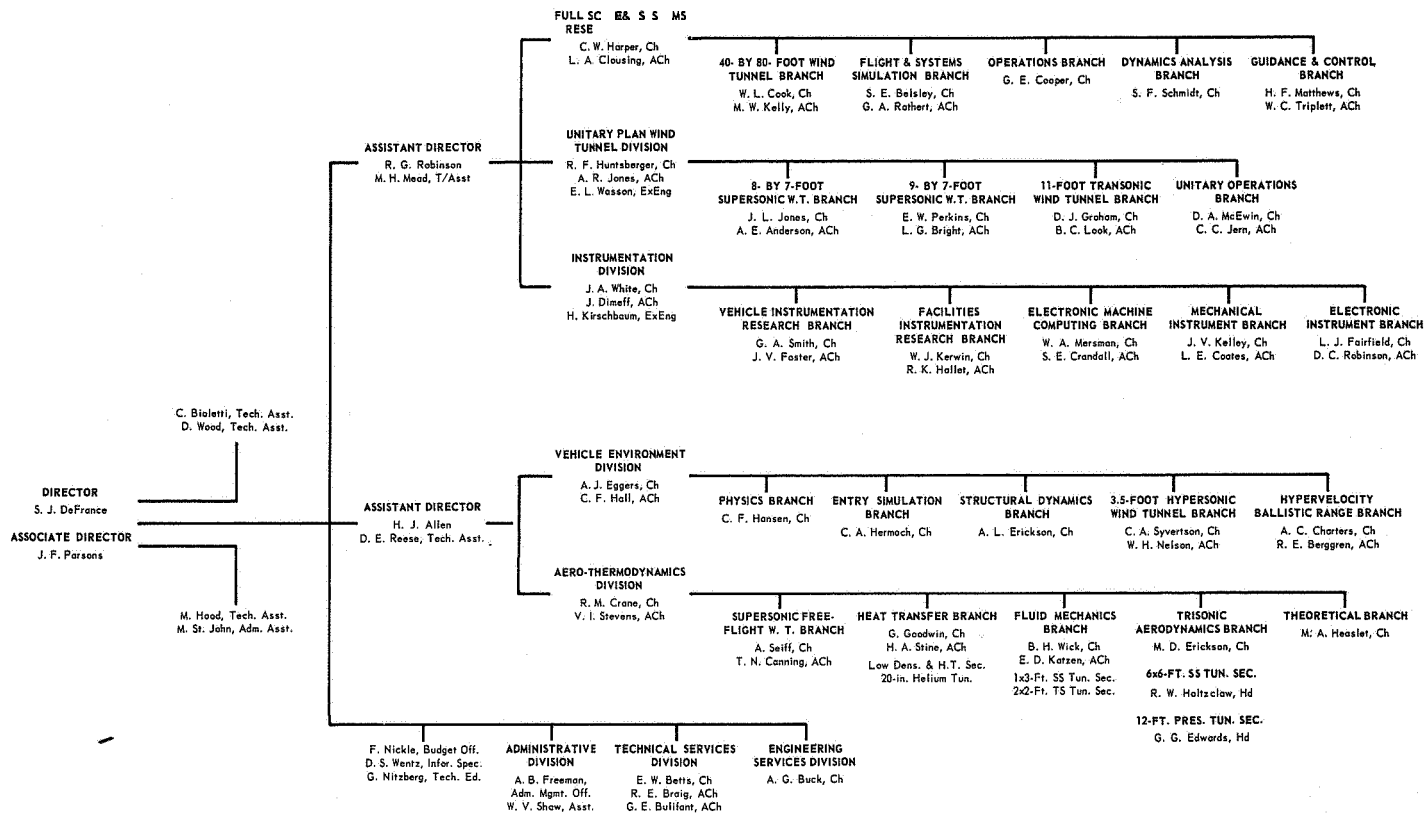 FULL
RESE
C. W. Harper, Ch
L. A. Clousing, ACh
40- BY 80- FOOT WIND
TUNNEL BRANCH
W. L. Cook, Ch
M. W. Kelly, ACh
FLIGHT & SYSTEMS
SIMULATION BRANCH
S. E. Belsley, Ch
G. A. Rathert, ACh
OPERATIONS BRANCH
G. E. Cooper, Ch
DYNAMICS ANALYSIS
BRANCH
S. F. Schmidt, Ch
GUIDANCE & CONTROL
BRANCH
H. F. Matthews, Ch
W. C. Triplett, ACh
ASSISTANT DIRECTOR
R. G. Robinson
M. H. Mead, T/Asst
UNITARY PLAN WIND
TUNNEL DIVISION
R. F. Huntsberger, Ch
A. R. Jones, ACh
E. L. Wasson, ExEng
8- BY 7-FOOT
SUPERSONIC W.T. BRANCH
J. L. Jones, Ch
A. E. Anderson, ACh
9- BY 7-FOOT
SUPERSONIC W.T. BRANCH
E. W. Perkins, Ch
L. G. Bright, ACh
11-FOOT TRANSONIC
WIND TUNNEL BRANCH
D. J. Graham, Ch
B. C. Look, ACh
UNITARY OPERATIONS
BRANCH
D. A. McEwin, Ch
C. C. Jern, ACh
INSTRUMENTATION
DIVISION
J. A. White, Ch
J. Dimeff, ACh
H. Kirschbaum, ExEng
VEHICLE INSTRUMENTATION
RESEARCH BRANCH
G. A. Smith, Ch
J. V. Foster, ACh
FACILITIES
INSTRUMENTATION
RESEARCH BRANCH
W. J. Kerwin, Ch
R. K. Hallet, ACh
ELECTRONIC MACHINE
COMPUTING BRANCH
W. A. Mersman, Ch
S. E. Crandall, ACh
MECHANICAL
INSTRUMENT BRANCH
J. V. Kelley, Ch
L. E. Coates, ACh
ELECTRONIC
INSTRUMENT BRANCH
L. J. Fairfield, Ch
D. C. Robinson, ACh
C. Bioletti, Tech. Asst.
D. Wood, Tech. Asst.
DIRECTOR
S. J. DeFrance
ASSOCIATE DIRECTOR
J. F. Parsons
M. Hood, Tech. Asst.
M. St. John, Adm. Asst.
ASSISTANT DIRECTOR
H. J. Allen
D. E. Reese, Tech. Asst.
VEHICLE ENVIRONMENT
DIVISION
A. J. Eggers, Ch
C. F. Hall, ACh
PHYSICS BRANCH
C. F. Hansen, Ch
ENTRY SIMULATION
BRANCH
C. A. Hermach, Ch
STRUCTURAL DYNAMICS
BRANCH
A. L. Erickson, Ch
3.5-FOOT HYPERSONIC
WIND TUNNEL BRANCH
C. A. Syvertson, Ch
W. H. Nelson, ACh
HYPERVELOCITY
BALLISTIC RANGE BRANCH
A. C. Charters, Ch
R. E. Berggren, ACh
AERO-THERMODYNAMICS
DIVISION
R. M. Crane, Ch
V. I. Stevens, ACh
SUPERSONIC FREE-
FLIGHT W. T. BRANCH
A. Seiff, Ch
T. N. Canning, ACh
HEAT TRANSFER BRANCH
G. Goodwin, Ch
H. A. Stine, ACh
Low Dens. & H.T. Sec.
20-in. Helium Tun.
FLUID MECHANICS
BRANCH
B. H. Wick, Ch
E. D. Katzen, ACh
1x3-Ft. SS Tun. Sec.
2x2-Ft. TS Tun. Sec.
TRISONIC
AERODYNAMICS BRANCH
M. D. Erickson, Ch
6x6-FT. SS TUN. SEC.
R. W. Holtzclaw, Hd
12-FT. PRES. TUN. SEC.
G. G. Edwards, Hd
THEORETICAL BRANCH
M. A. Heaslet, Ch
F. Nickle, Budget Off.
D. S. Wentz, Infor. Spec.
G. Nitzberg, Tech. Ed.
ADMINISTRATIVE
DIVISION
A. B. Freeman,
Adm. Mgmt. Off.
W. V. Shaw, Asst.
TECHNICAL SERVICES
DIVISION
E. W. Betts, Ch
R. E. Braig, ACh
G. E. Bulifant, ACh
ENGINEERING
SERVICES DIVISION
A. G. Buck, Ch